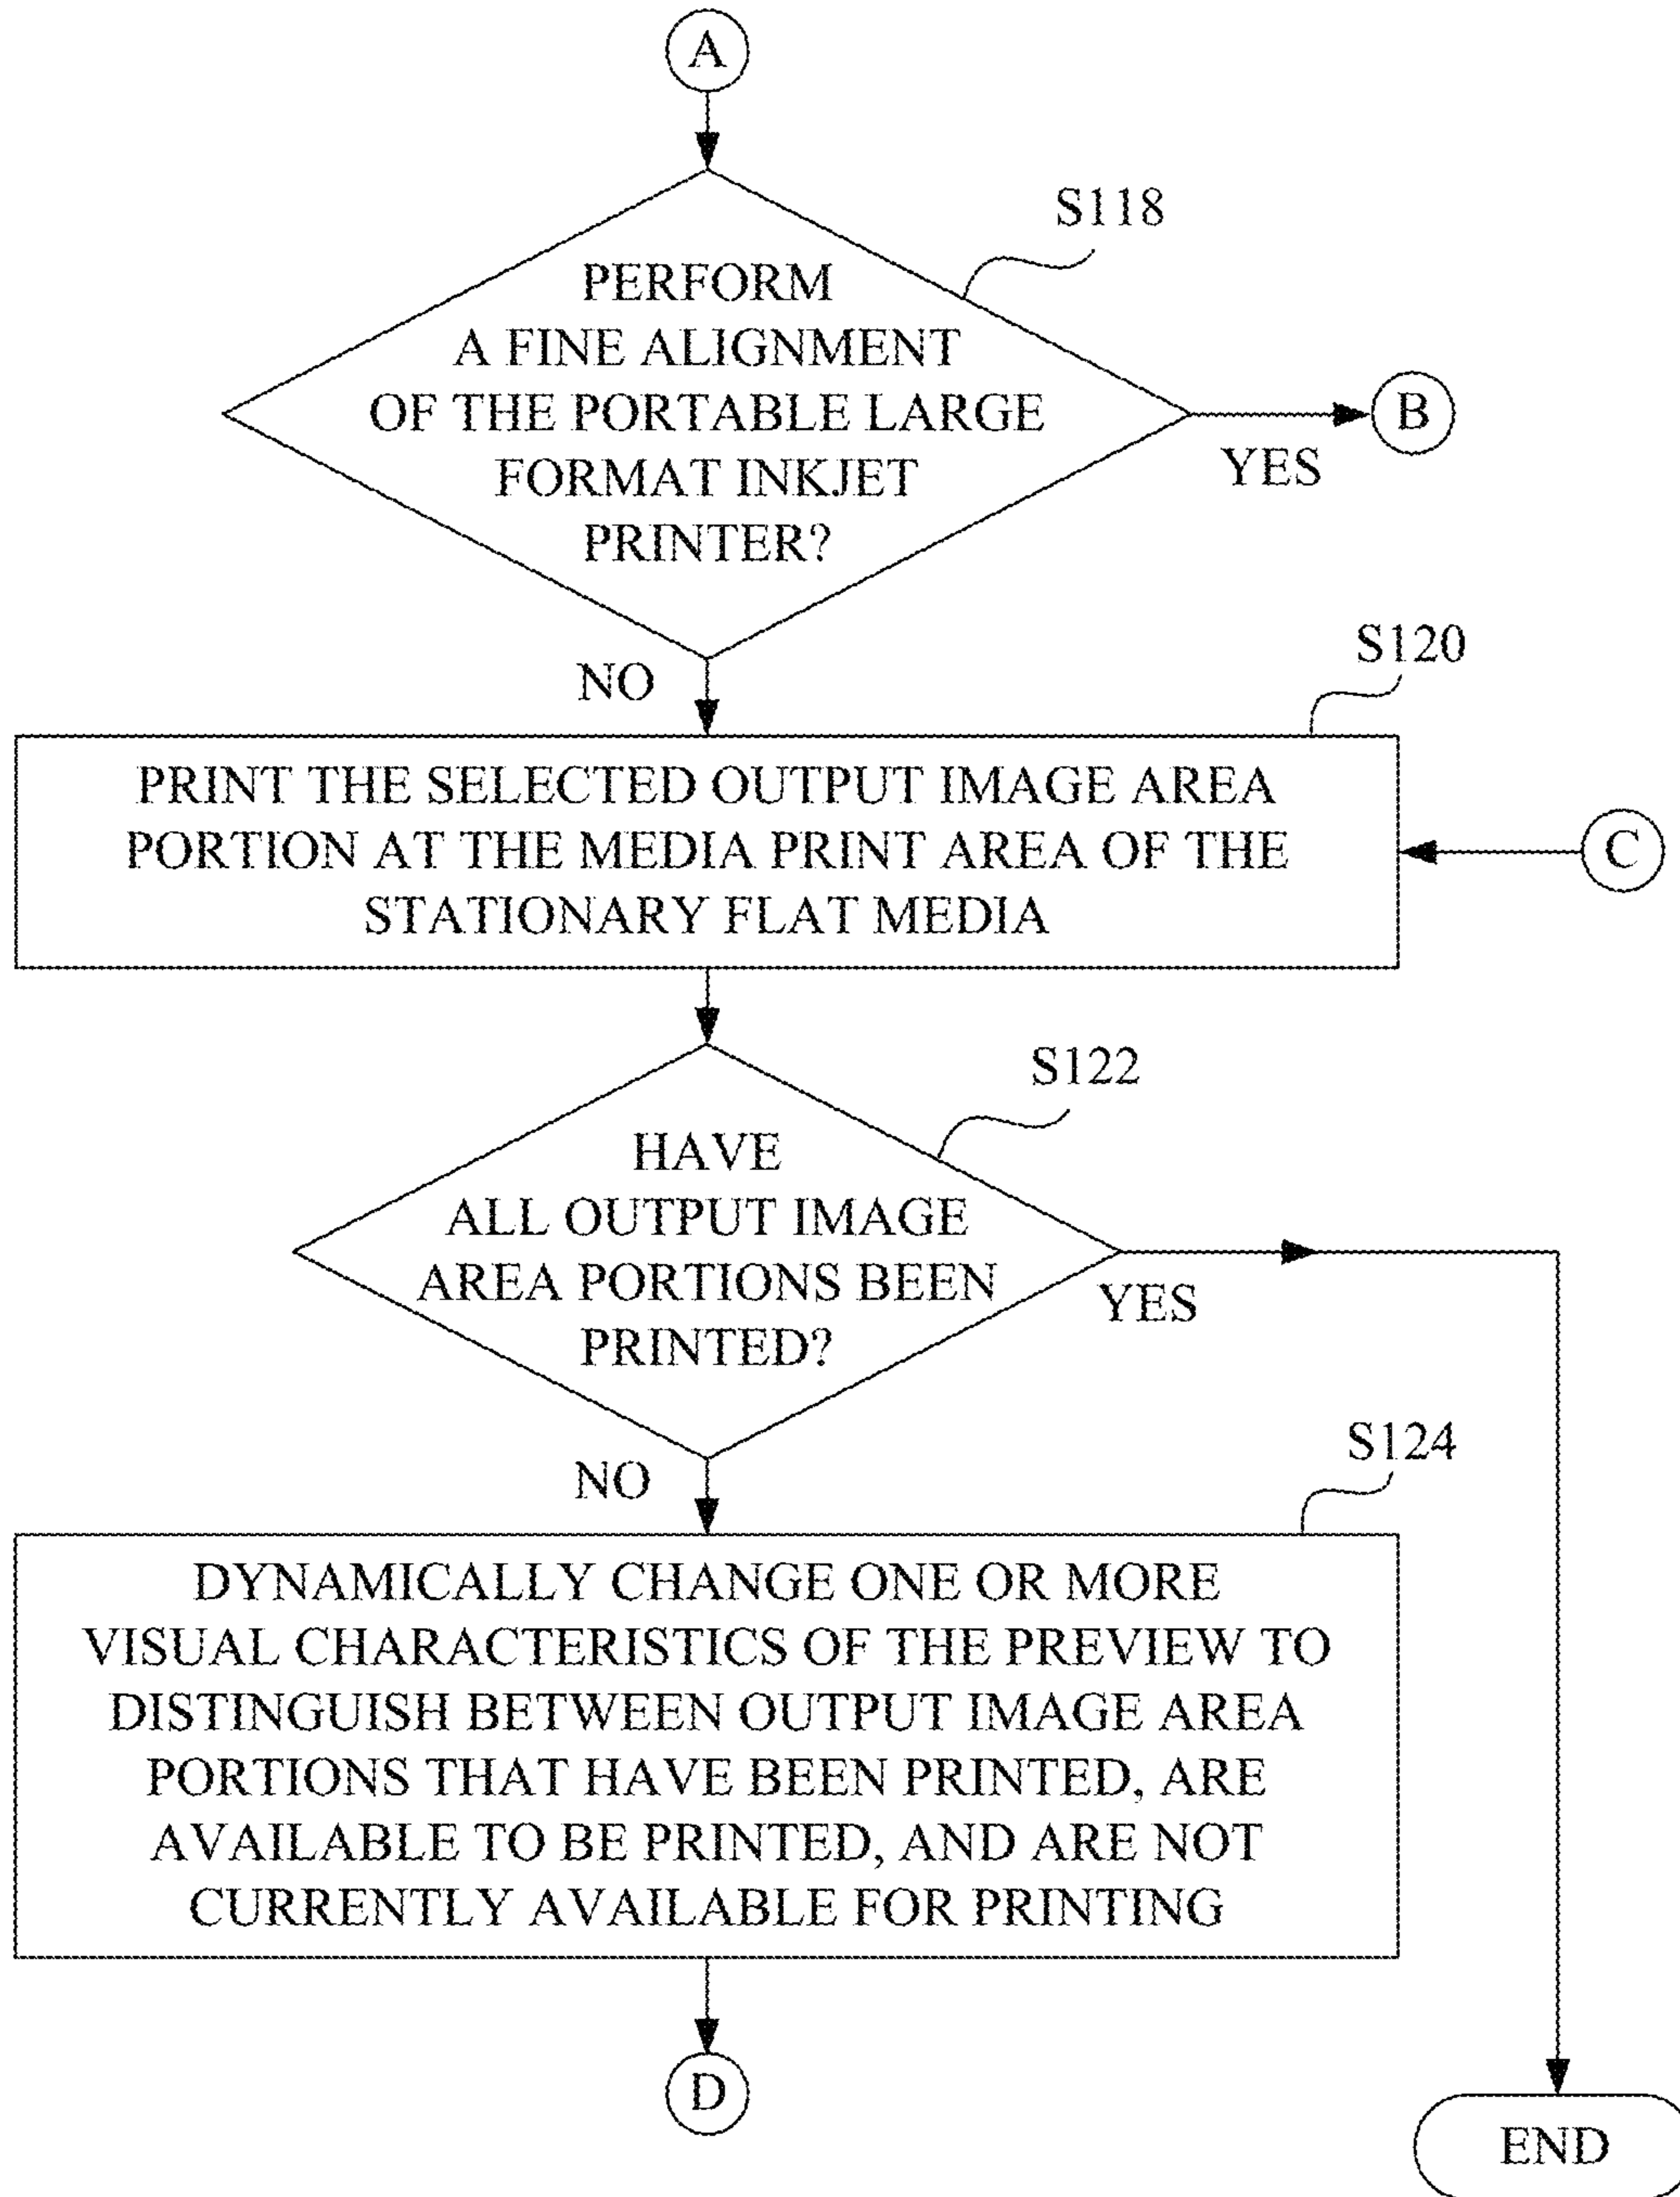 A
S118
PERFORM
A FINE ALIGNMENT
OF THE PORTABLE LARGE
FORMAT INKJET
PRINTER?
B
YES
NO
S120
PRINT THE SELECTED OUTPUT IMAGE AREA
PORTION AT THE MEDIA PRINT AREA OF THE
STATIONARY FLAT MEDIA
C
S122
HAVE
ALL OUTPUT IMAGE
AREA PORTIONS BEEN
PRINTED?
YES
NO
S124
DYNAMICALLY CHANGE ONE OR MORE
VISUAL CHARACTERISTICS OF THE PREVIEW TO
DISTINGUISH BETWEEN OUTPUT IMAGE AREA
PORTIONS THAT HAVE BEEN PRINTED, ARE
AVAILABLE TO BE PRINTED, AND ARE NOT
CURRENTLY AVAILABLE FOR PRINTING
D
END